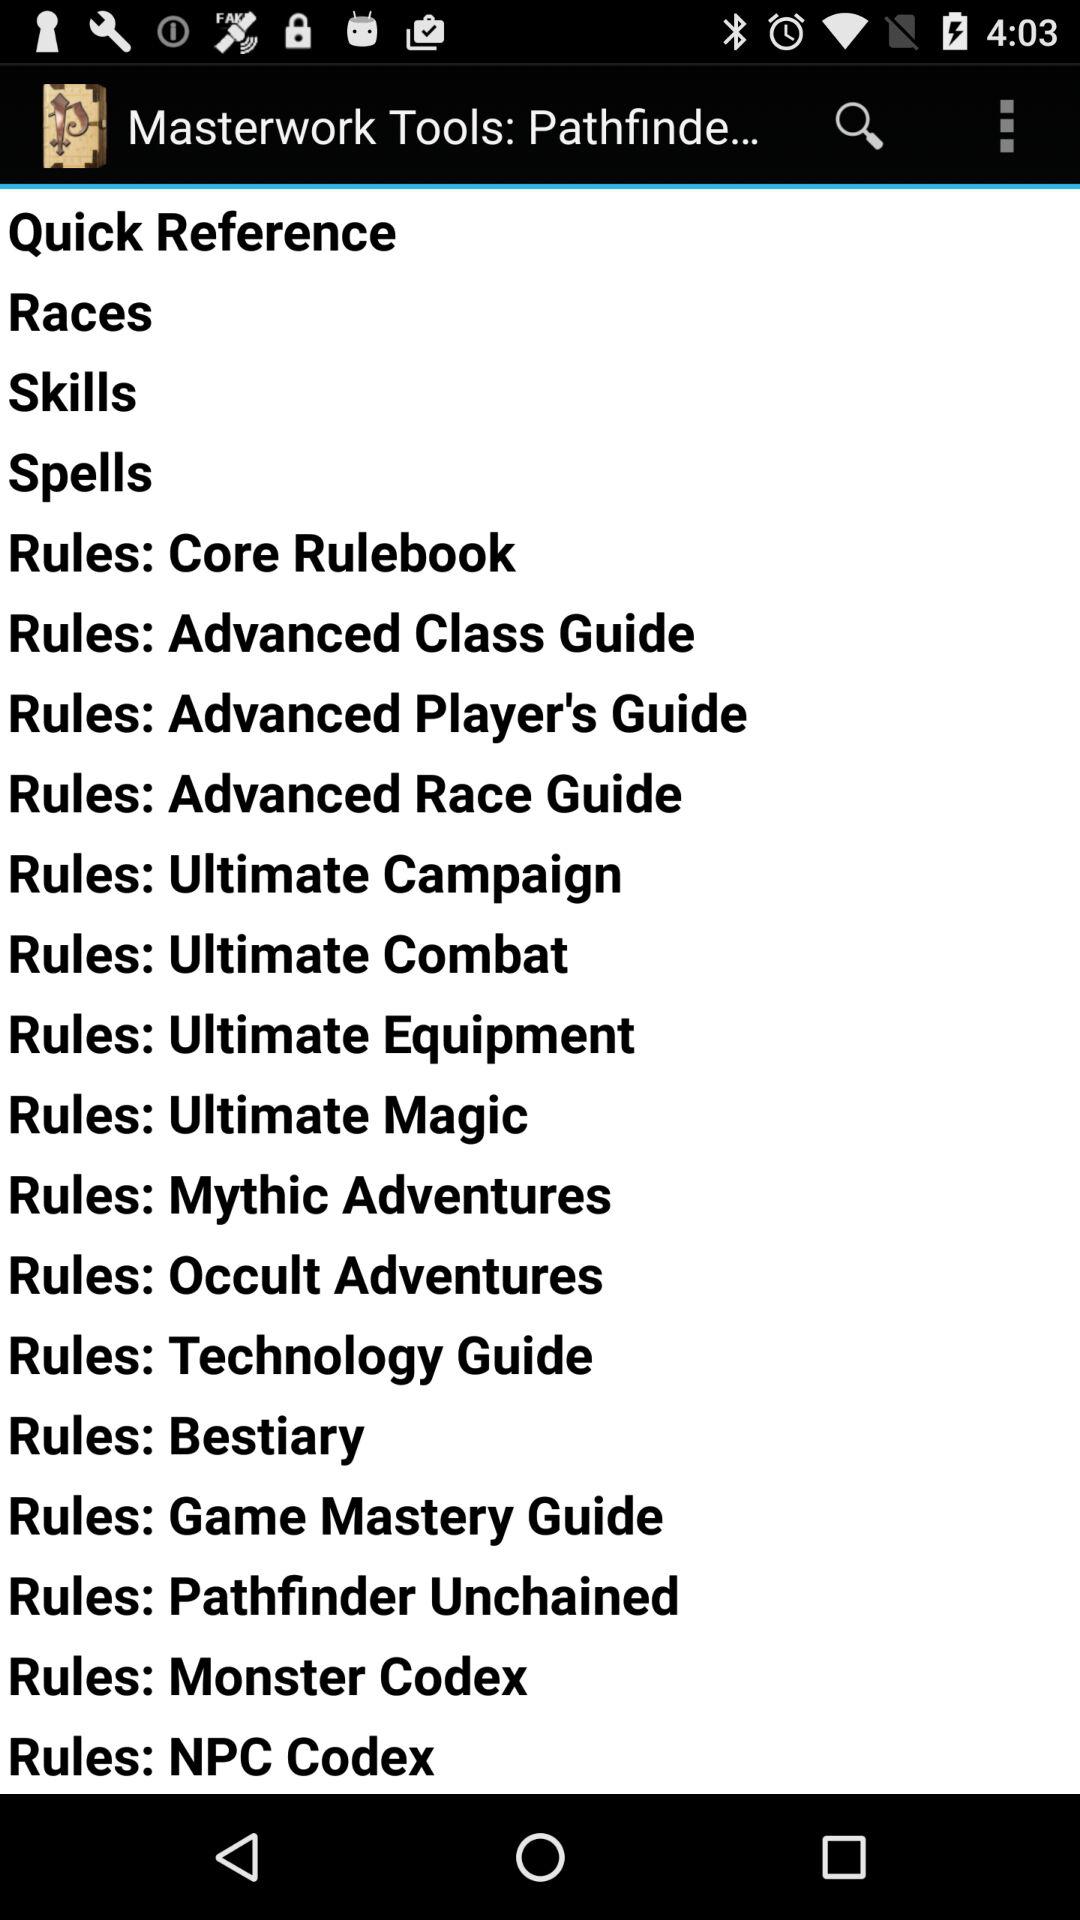 FAKE
4:03
Masterwork Tools: Pathfinde...
Quick Reference
Races
Skills
Spells
Rules: Core Rulebook
Rules: Advanced Class Guide
Rules: Advanced Player's Guide
Rules: Advanced Race Guide
Rules: Ultimate Campaign
Rules: Ultimate Combat
Rules: Ultimate Equipment
Rules: Ultimate Magic
Rules: Mythic Adventures
Rules: Occult Adventures
Rules: Technology Guide
Rules: Bestiary
Rules: Game Mastery Guide
Rules: Pathfinder Unchained
Rules: Monster Codex
Rules: NPC Codex